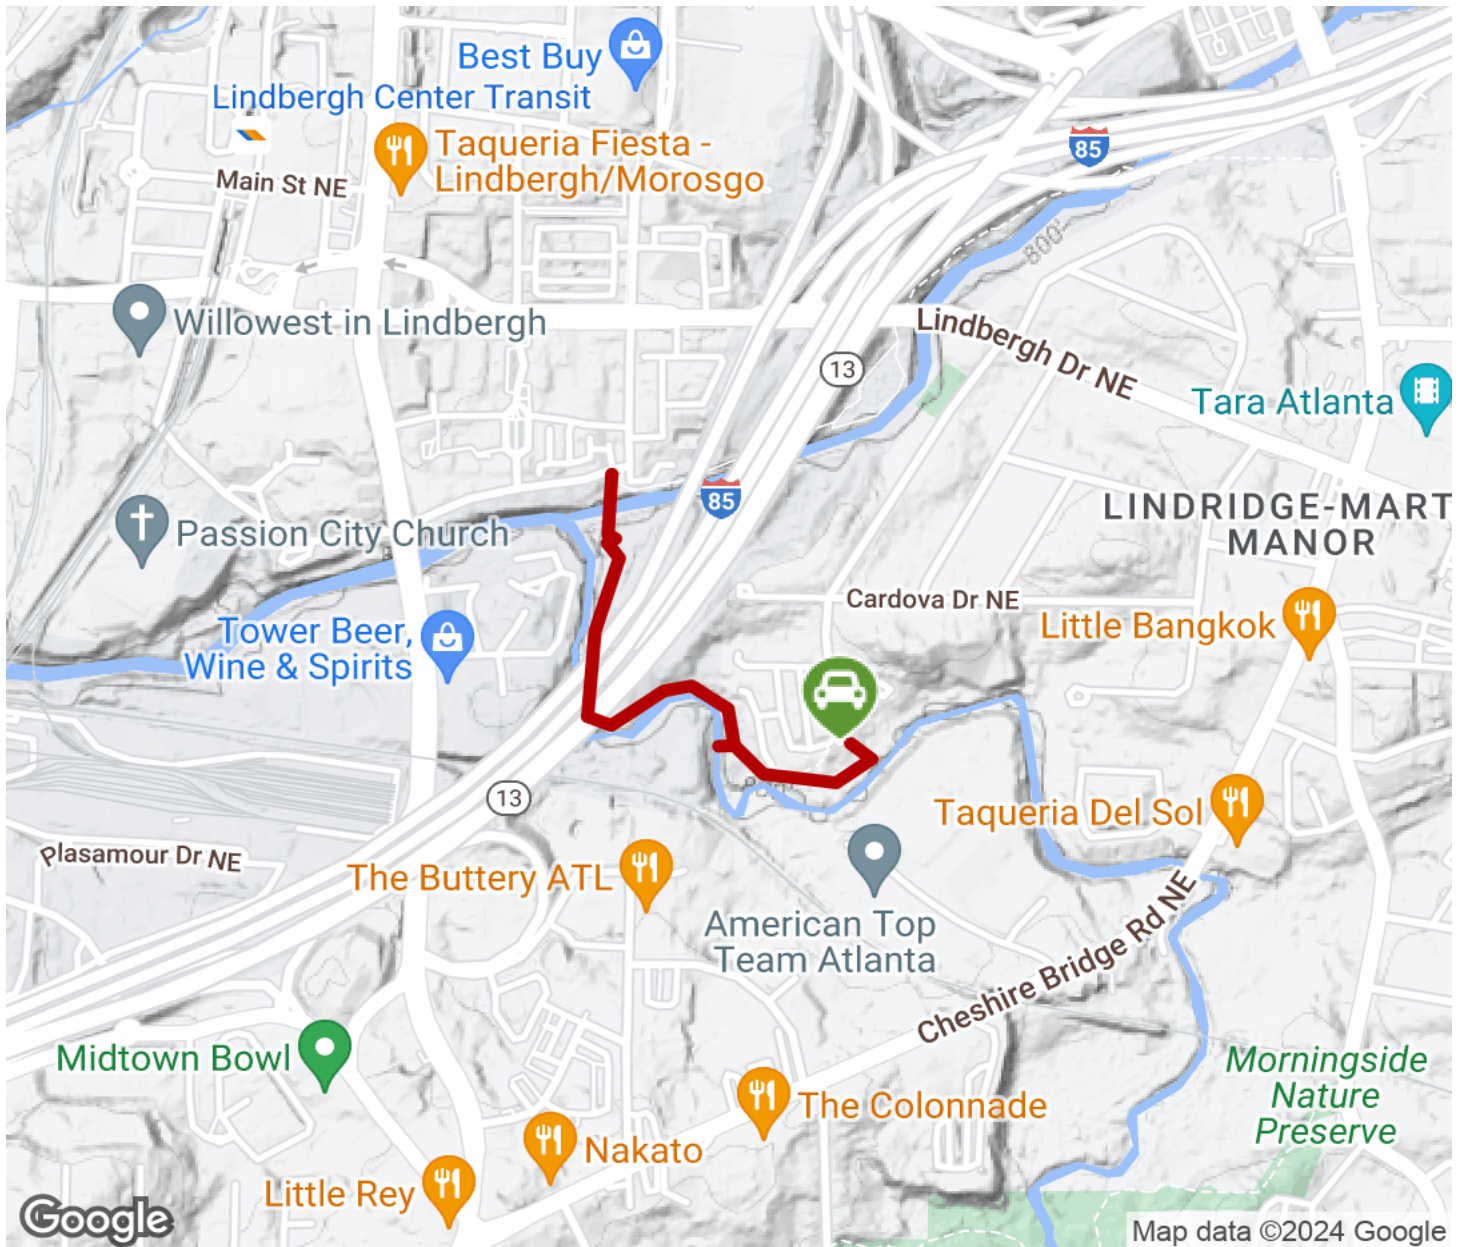 Best Buy
Lindbergh Center Transit
Taqueria Fiesta -
Lindbergh/Morosgo
85
Main St NE
800'
Willowest in Lindbergh
Lindbergh Dr NE
13
Tara Atlanta
85
LINDRIDGE-MART
MANOR
Passion City Church
Cardova Dr NE
Little Bangkok
Tower Beer,
Wine & Spirits
13
Taqueria Del Sol
Plasamour Dr NE
The Buttery ATL
American Top
Team Atlanta
Cheshire Bridge Rd NE
Midtown Bowl
Morningside
Nature
Preserve
The Colonnade
Nakato
Little Rey
Google
Map data ©2024 Google